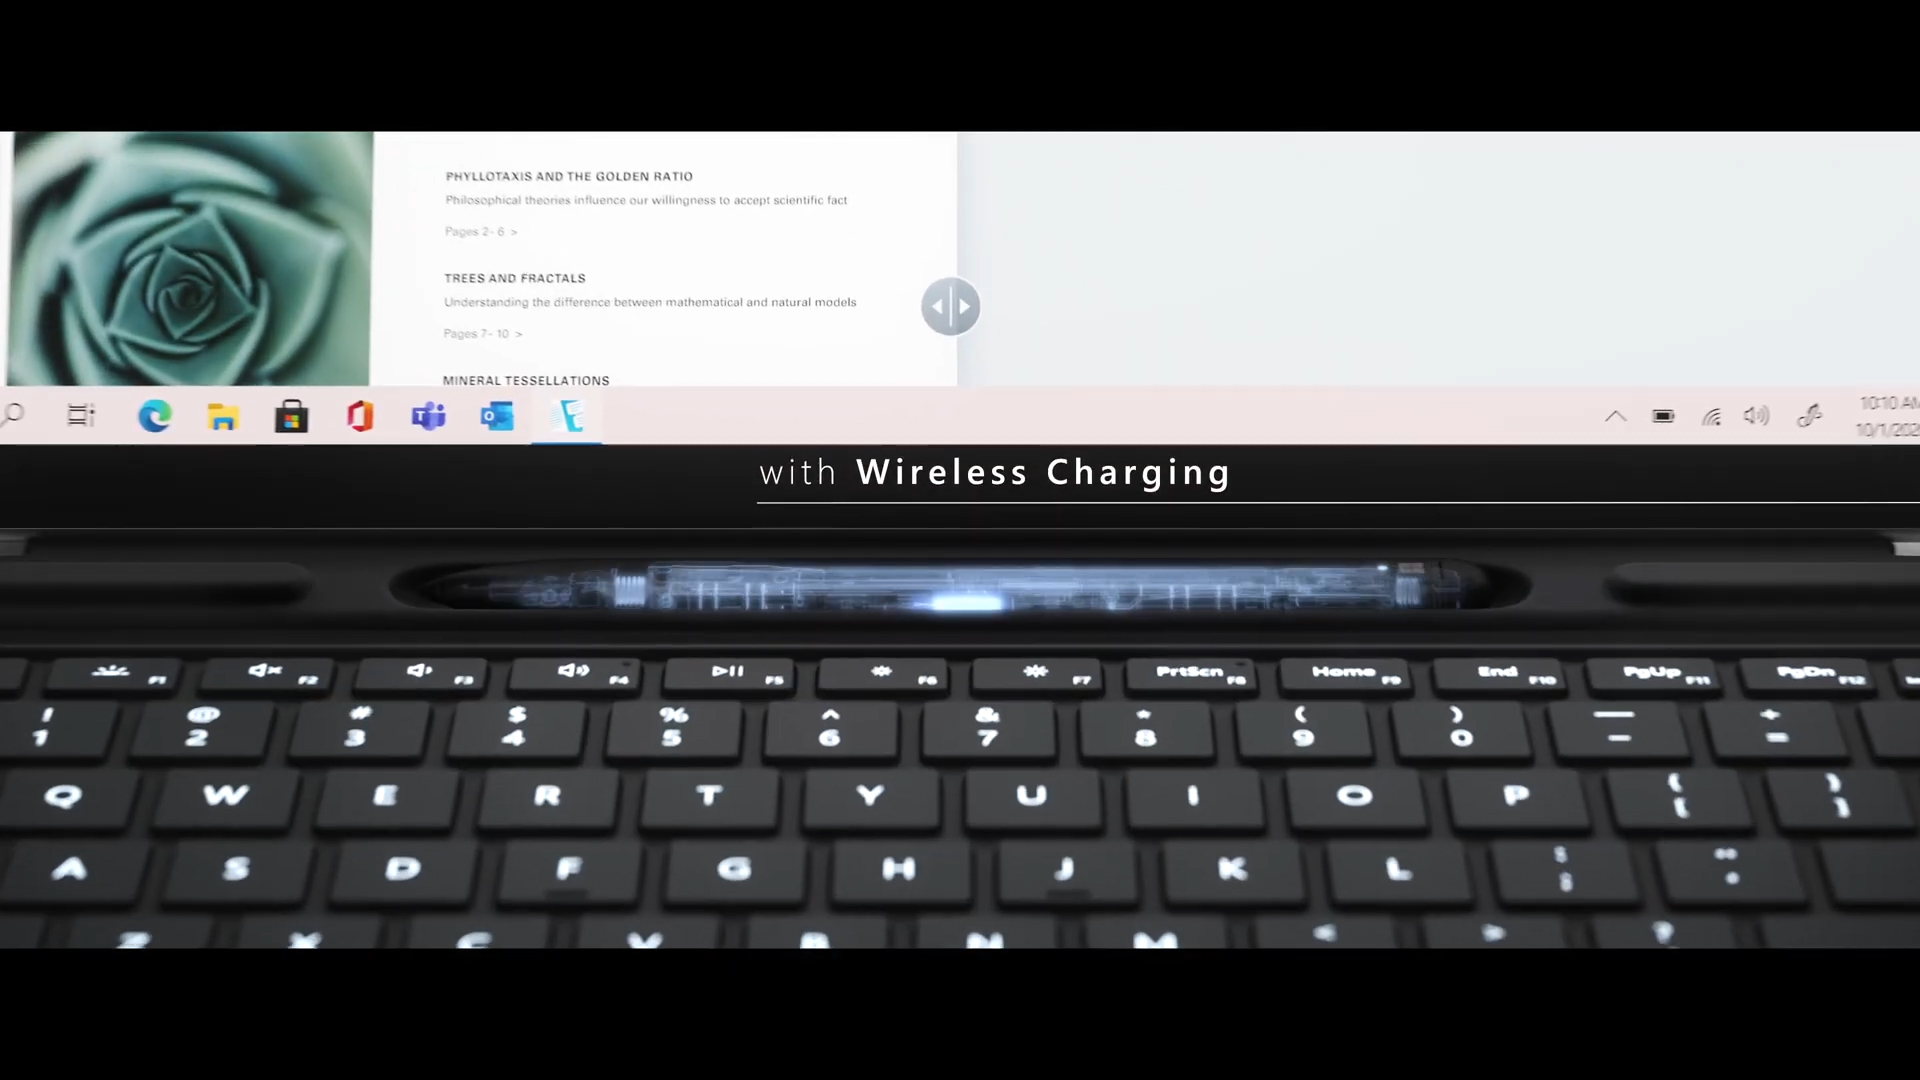 PHYLLOTAXIS AND THE GOLDEN RATIO
Philosophical theories influence our willingness to accept scientific fact
Pages 2- 6 >
TREES AND FRACTALS
Understanding the difference between mathematical and natural models
Pages 7- 10 >
MINERAL TESSELLATIONS
10:10 AM
10/1/202
with Wireless Charging
F1 F2 F3 F4 F5 F6 F7 PrtScn F8 Home F9 End F10 PgUp F11 PgDn F12
! @ # $ % ^ & * ( ) — +
1 2 3 4 5 6 7 8 9 0 - =
Q W E R T Y U I O P { }
[ ]
A S D F G H J K L
Z X C V B N M < > ?